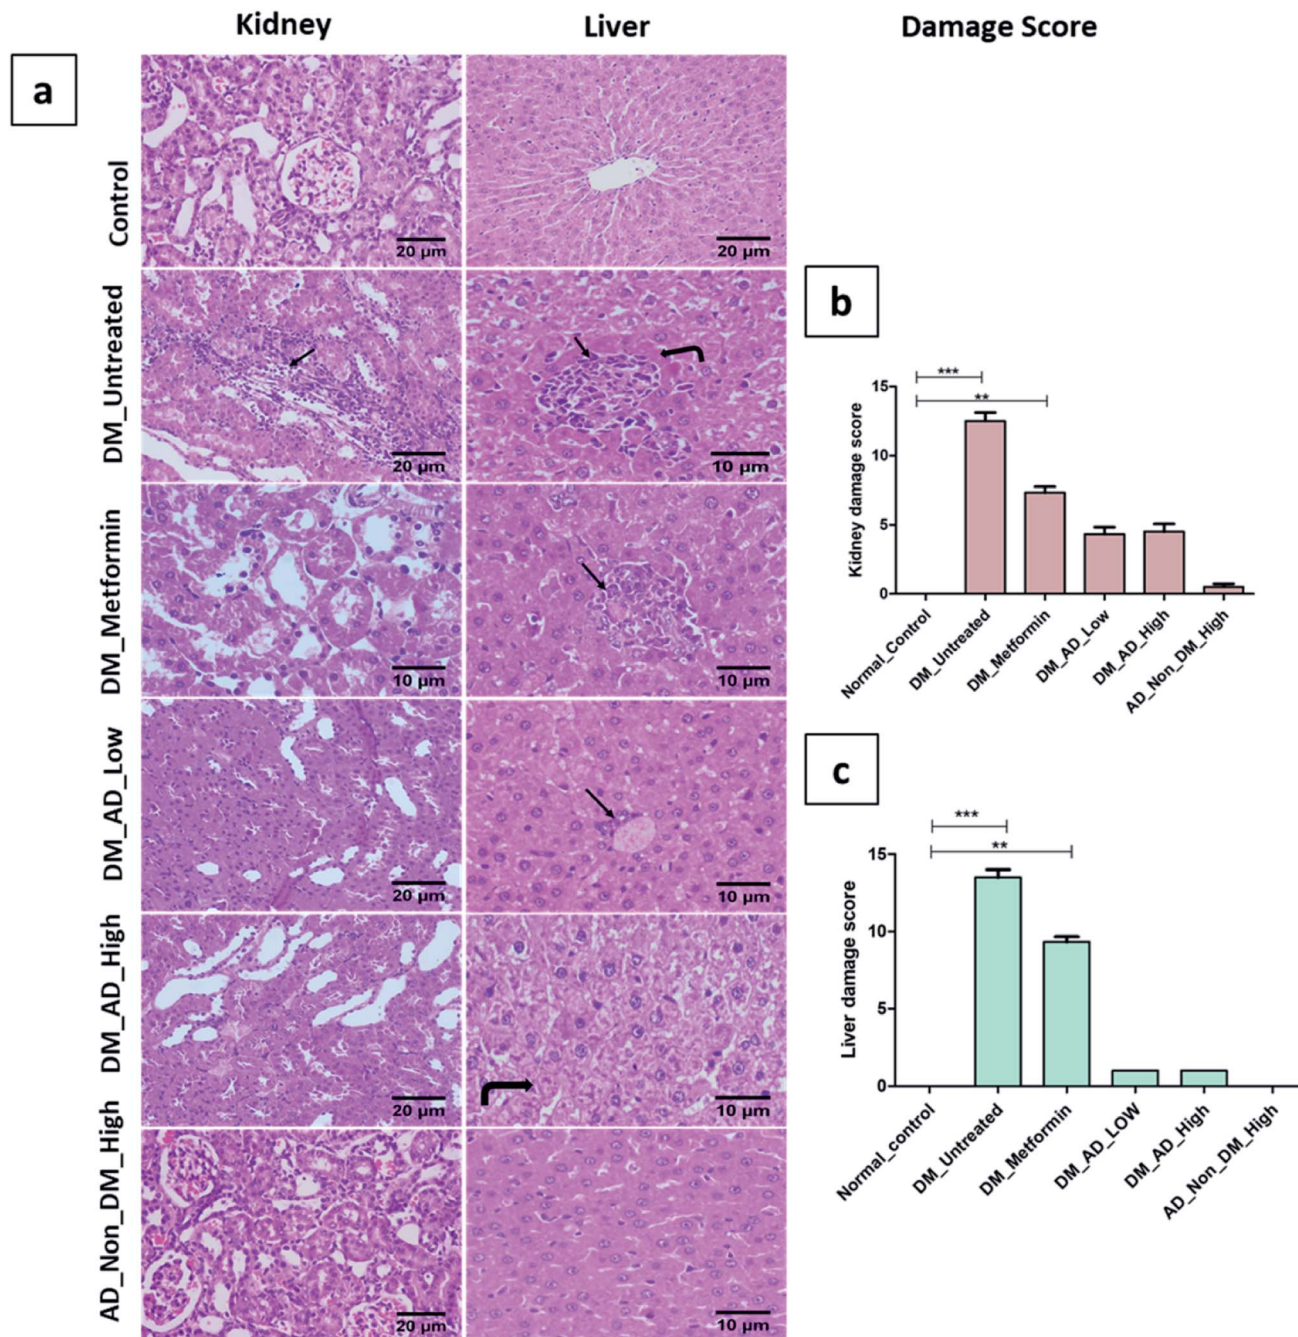 Kidney
Liver
Damage Score
a
Control
20 µm
20 µm
DM_Untreated
20 µm
10 µm
DM_Metformin
10 µm
10 µm
DM_AD_Low
20 µm
10 µm
DM_AD_High
20 µm
10 µm
AD_Non_DM_High
20 µm
10 µm
b
***
**
15
10
5
0
Kidney damage score
Normal_Control
DM_Untreated
DM_Metformin
DM_AD_Low
DM_AD_High
AD_Non_DM_High
c
***
**
15
10
5
0
Liver damage score
Normal_control
DM_Untreated
DM_Metformin
DM_AD_LOW
DM_AD_High
AD_Non_DM_High